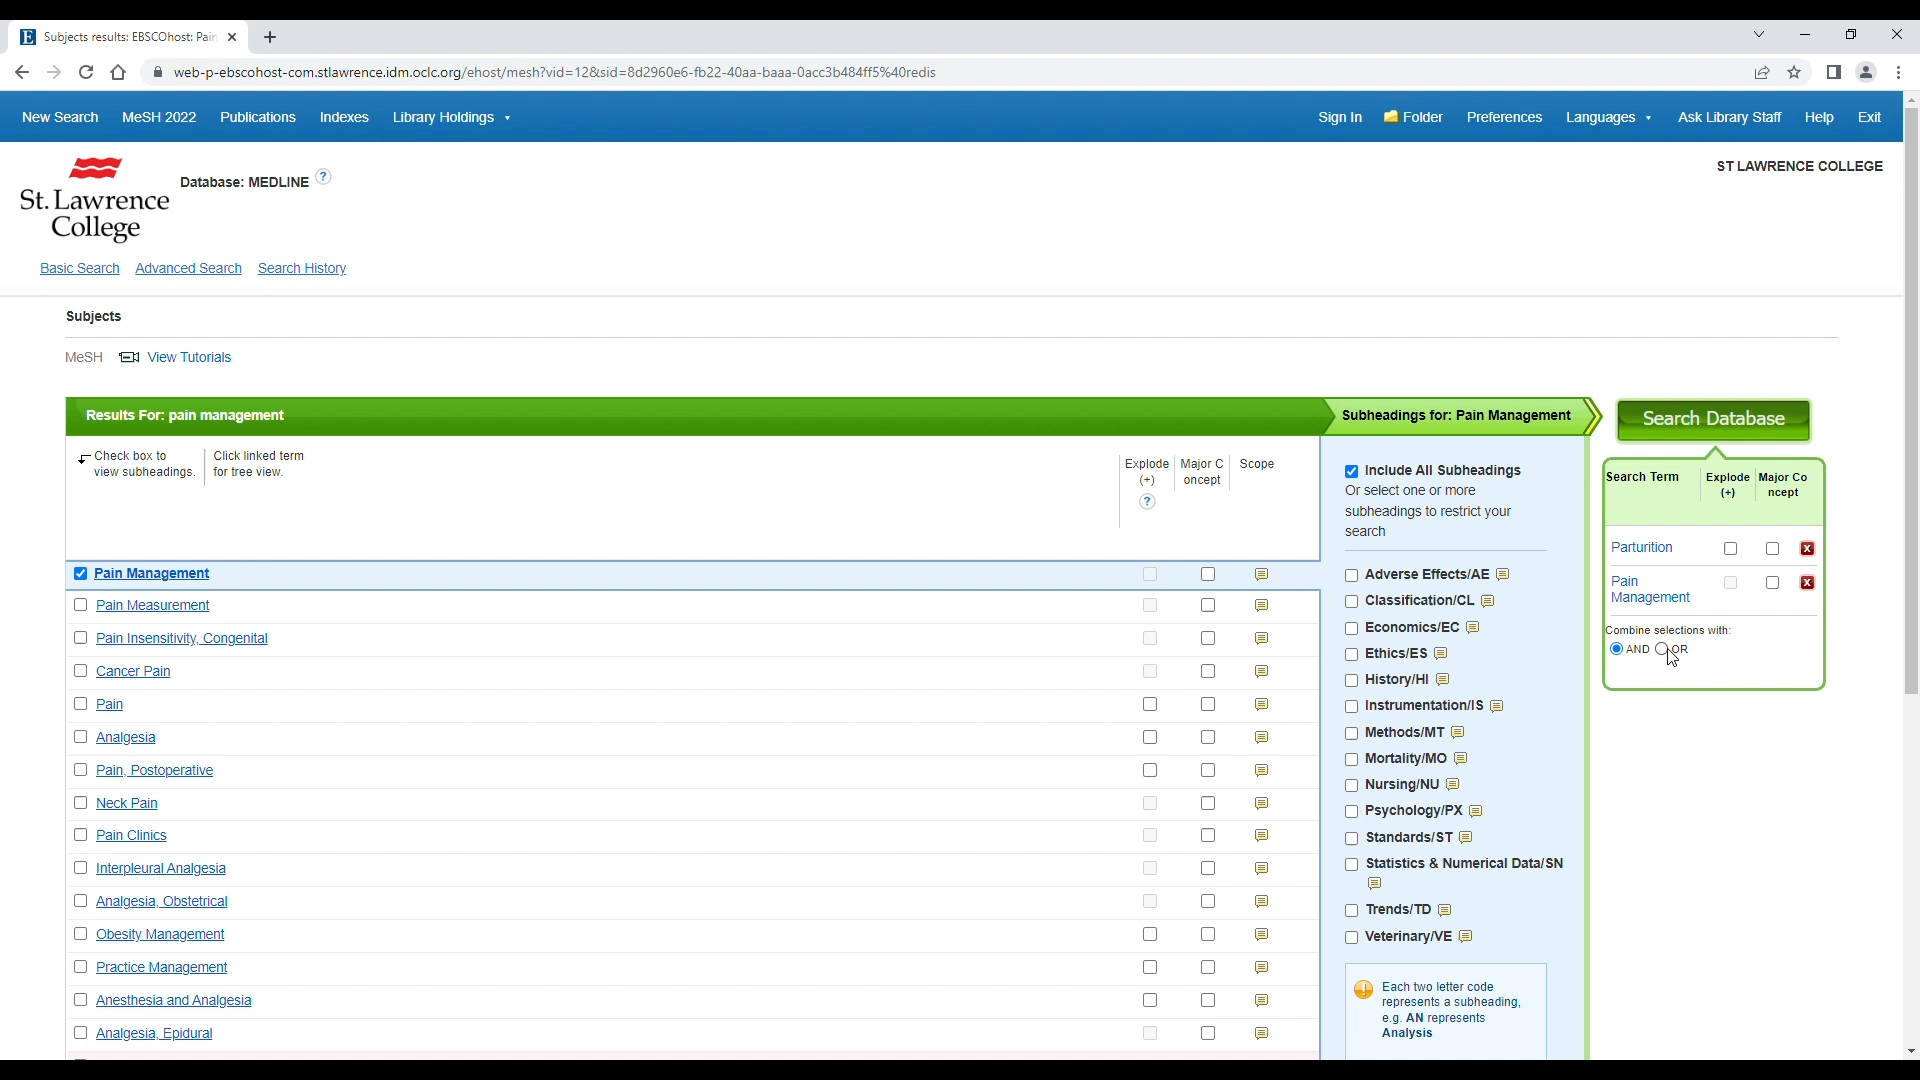 Subjects results: EBSCOhost: Pain
web-p-ebscohost-com.stlawrence.idm.oclc.org/ehost/mesh?vid=12&sid=8d2960e6-fb22-40aa-baaa-0acc3b484ff5%40redis
New Search MeSH 2022 Publications Indexes Library Holdings Sign In Folder Preferences Languages Ask Library Staff Help Exit
St. Lawrence
College
Database: MEDLINE ?
ST LAWRENCE COLLEGE
Basic Search Advanced Search Search History
Subjects
MeSH View Tutorials
Results For: pain management
Check box to
view subheadings.
Click linked term
for tree view.
Explode
(+)
?
Major C
oncept
Scope
Pain Management
Pain Measurement
Pain Insensitivity, Congenital
Cancer Pain
Pain
Analgesia
Pain, Postoperative
Neck Pain
Pain Clinics
Interpleural Analgesia
Analgesia, Obstetrical
Obesity Management
Practice Management
Anesthesia and Analgesia
Analgesia, Epidural
Subheadings for: Pain Management
Include All Subheadings
Or select one or more
subheadings to restrict your
search
Adverse Effects/AE
Classification/CL
Economics/EC
Ethics/ES
History/HI
Instrumentation/IS
Methods/MT
Mortality/MO
Nursing/NU
Psychology/PX
Standards/ST
Statistics & Numerical Data/SN
Trends/TD
Veterinary/VE
Each two letter code
represents a subheading,
e.g. AN represents
Analysis
Search Database
Search Term
Explode
(+)
Major Co
ncept
Parturition
Pain
Management
Combine selections with:
AND OR